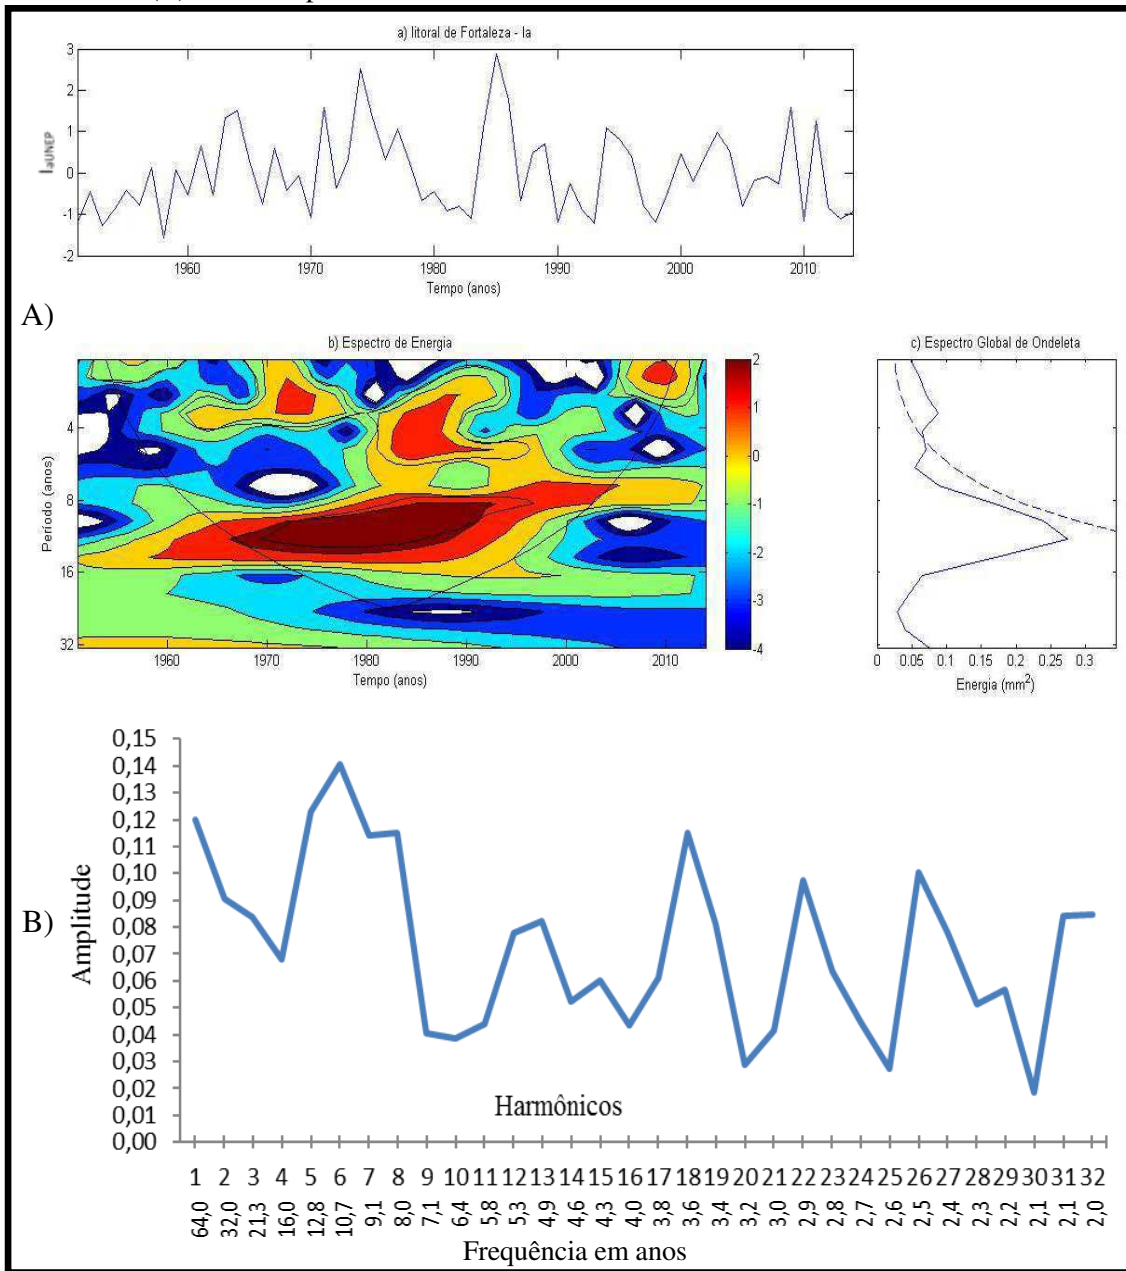 a) litoral de Fortaleza - Ia
3
2
1
0
-1
-2
IaUNEP
1960 1970 1980 1990 2000 2010
Tempo (anos)
A)
b) Espectro de Energia
4
8
16
32
Período (anos)
1960 1970 1980 1990 2000 2010
Tempo (anos)
2
1
0
-1
-2
-3
-4
c) Espectro Global de Ondeleta
0 0.05 0.1 0.15 0.2 0.25 0.3
Energia (mm²)
B)
0,15
0,14
0,13
0,12
0,11
0,10
0,09
0,08
0,07
0,06
0,05
0,04
0,03
0,02
0,01
0,00
Amplitude
Harmônicos
1 2 3 4 5 6 7 8 9 10 11 12 13 14 15 16 17 18 19 20 21 22 23 24 25 26 27 28 29 30 31 32
64,0 32,0 21,3 16,0 12,8 10,7 9,1 8,0 7,1 6,4 5,8 5,3 4,9 4,6 4,3 4,0 3,8 3,6 3,4 3,2 3,0 2,9 2,8 2,7 2,6 2,5 2,4 2,3 2,2 2,1 2,1 2,0
Frequência em anos